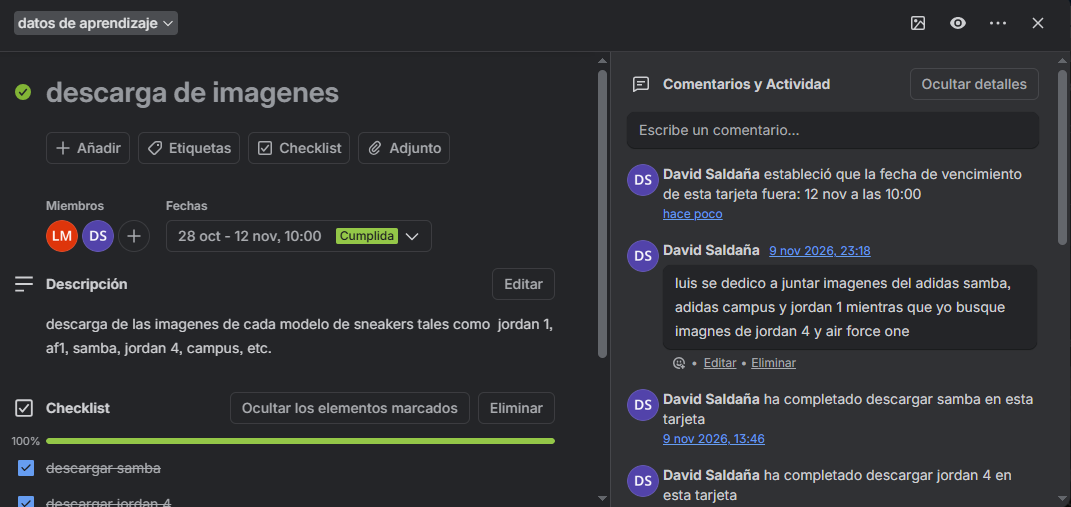 datos de aprendizaje
descarga de imagenes
Añadir
Etiquetas
Checklist
Adjunto
Miembros
Fechas
LM
DS
28 oct - 12 nov, 10:00
Cumplida
Descripción
Editar
descarga de las imagenes de cada modelo de sneakers tales como jordan 1,
af1, samba, jordan 4, campus, etc.
Checklist
Ocultar los elementos marcados
Eliminar
100%
descargar samba
descargar jordan 4
Comentarios y Actividad
Ocultar detalles
Escribe un comentario...
DS
David Saldaña estableció que la fecha de vencimiento
de esta tarjeta fuera: 12 nov a las 10:00
hace poco
DS
David Saldaña 9 nov 2026, 23:18
luis se dedico a juntar imagenes del adidas samba,
adidas campus y jordan 1 mientras que yo busque
imagnes de jordan 4 y air force one
• Editar • Eliminar
DS
David Saldaña ha completado descargar samba en esta
tarjeta
9 nov 2026, 13:46
DS
David Saldaña ha completado descargar jordan 4 en
esta tarjeta